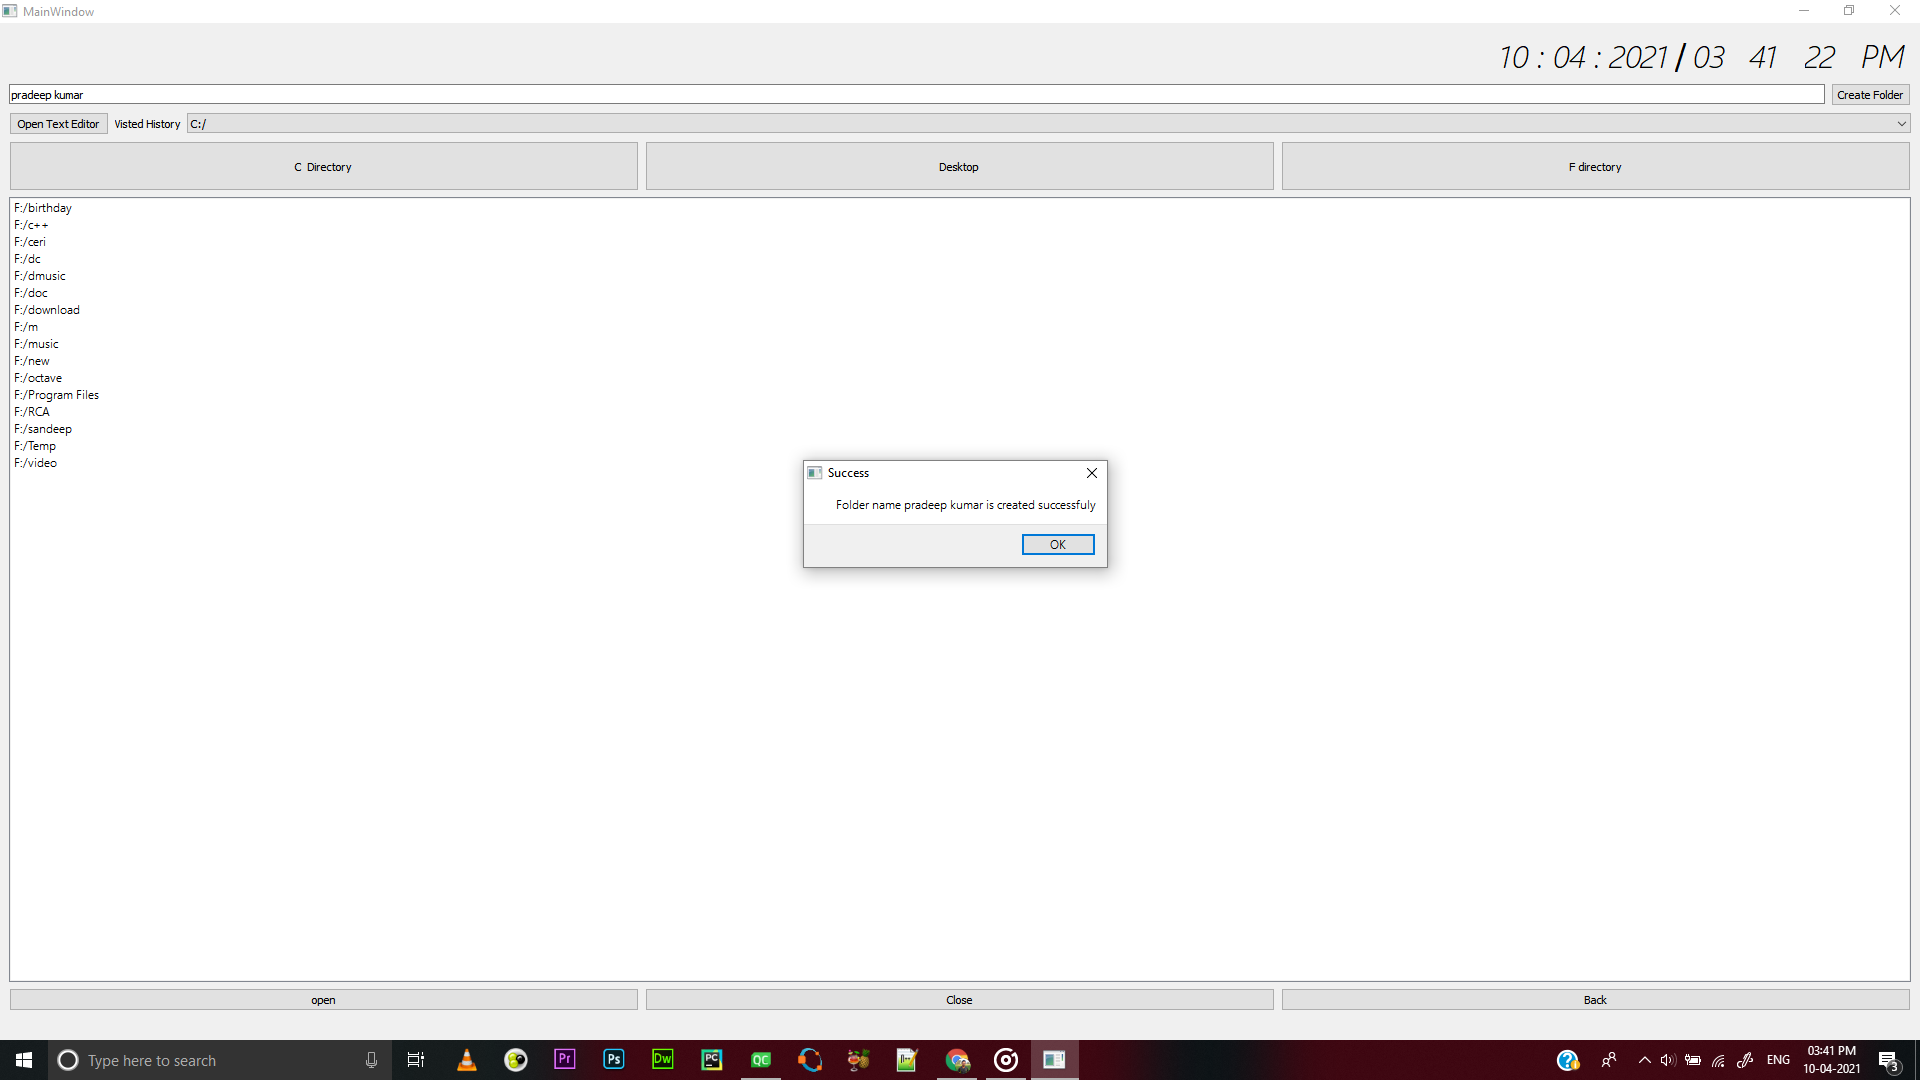 MainWindow
10 : 04 : 2021 / 03 41 22 PM
pradeep kumar
Create Folder
Open Text Editor Visted History C:/
C Directory Desktop F directory
F:/birthday
F:/c++
F:/ceri
F:/dc
F:/dmusic
F:/doc
F:/download
F:/m
F:/music
F:/new
F:/octave
F:/Program Files
F:/RCA
F:/sandeep
F:/Temp
F:/video
Success
Folder name pradeep kumar is created successfuly
OK
open Close Back
Type here to search
Pr Ps Dw PC QC
ENG
03:41 PM
10-04-2021
3